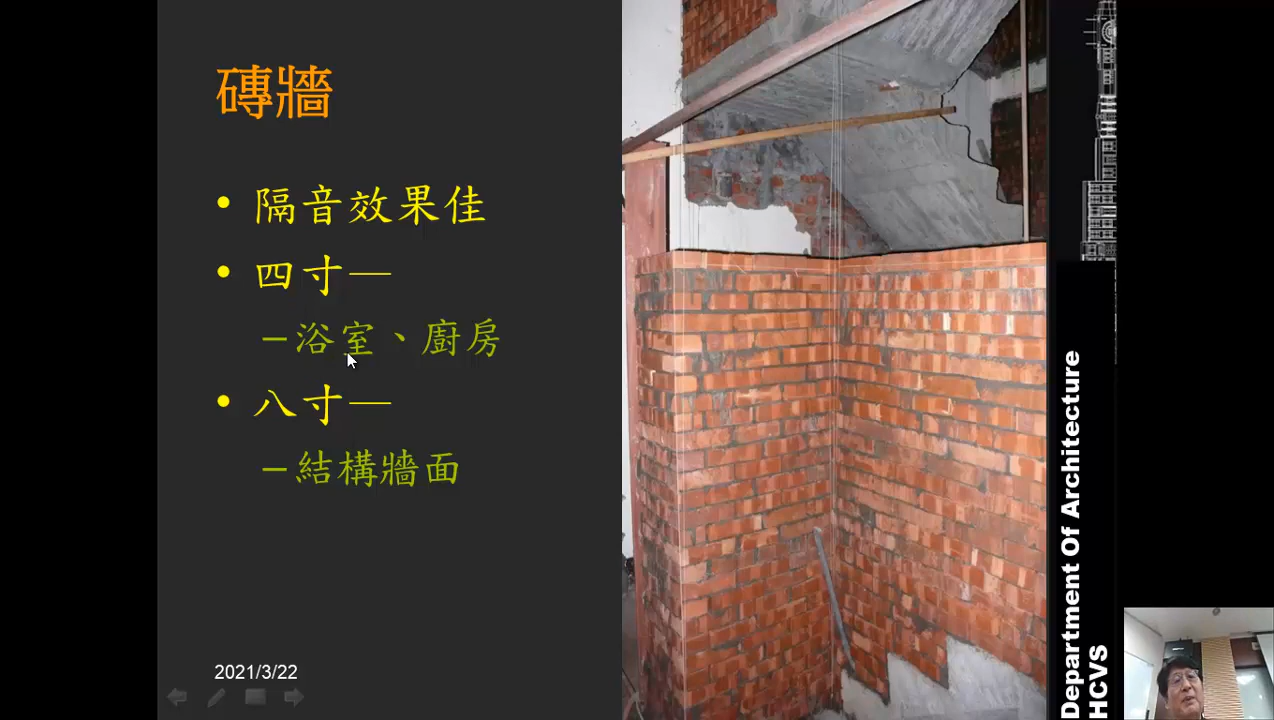 磚牆
• 隔音效果佳
• 四寸—
–浴室、廚房
• 八寸—
–結構牆面
2021/3/22
Department Of Architecture
HCVS